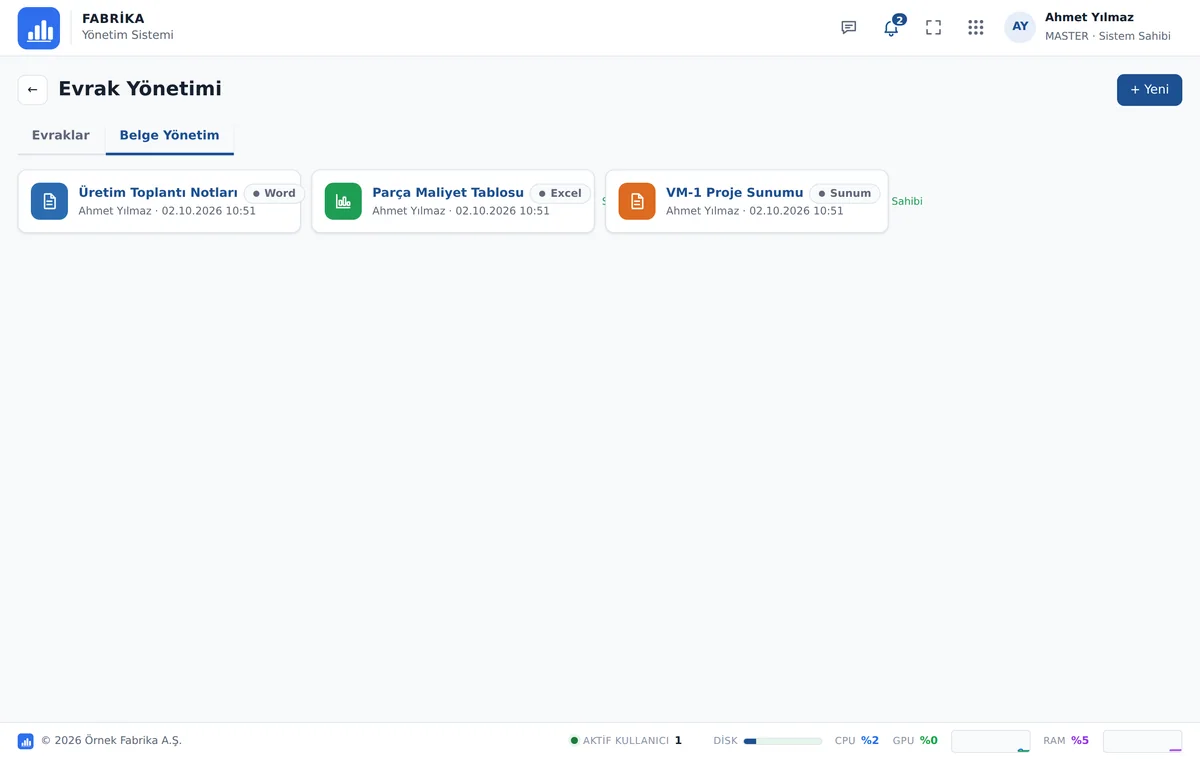 FABRİKA
Yönetim Sistemi
2
AY
Ahmet Yılmaz
MASTER · Sistem Sahibi
← Evrak Yönetimi
+ Yeni
Evraklar
Belge Yönetim
Üretim Toplantı Notları
Word
Ahmet Yılmaz · 02.10.2026 10:51
Parça Maliyet Tablosu
Excel
Ahmet Yılmaz · 02.10.2026 10:51
VM-1 Proje Sunumu
Sunum
Ahmet Yılmaz · 02.10.2026 10:51
Sahibi
© 2026 Örnek Fabrika A.Ş.
AKTİF KULLANICI 1
DİSK
CPU %2
GPU %0
RAM %5